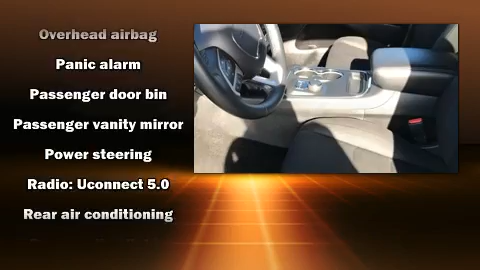 Overhead airbag
Panic alarm
Passenger door bin
Passenger vanity mirror
Power steering
Radio: Uconnect 5.0
Rear air conditioning